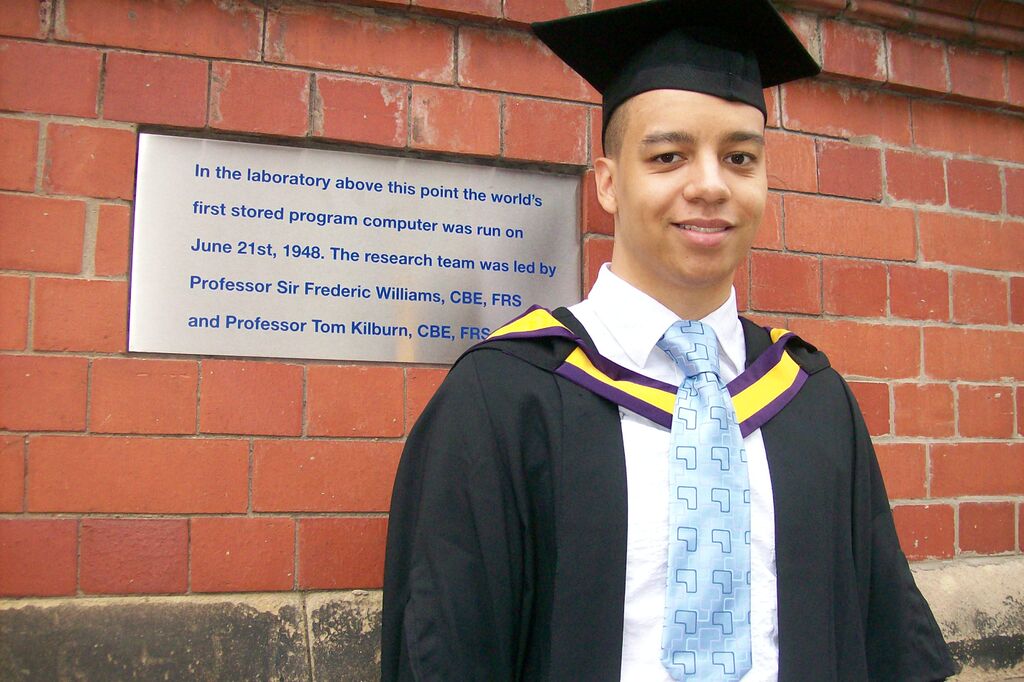 In the laboratory above this point the world's
first stored program computer was run on
June 21st, 1948. The research team was led by
Professor Sir Frederic Williams, CBE, FRS
and Professor Tom Kilburn, CBE, FRS